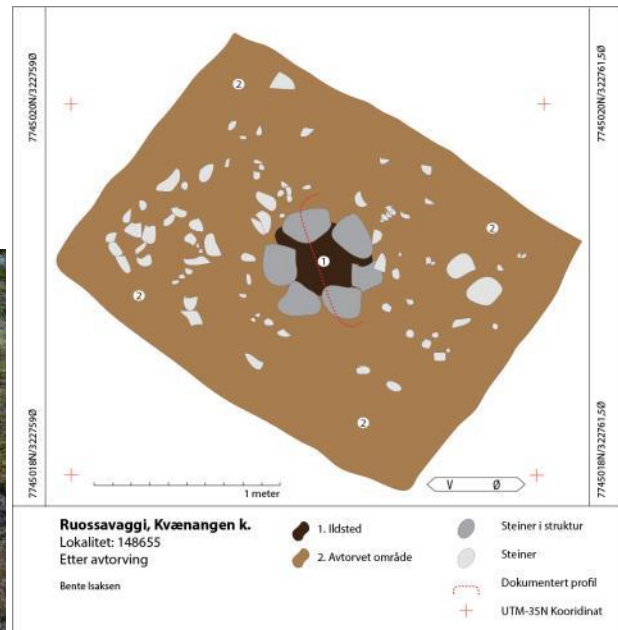 7745020N/322759Ø
7745020N/322761,5Ø
2
2
1
2
2
7745018N/322759Ø
7745018N/322761,5Ø
1 meter
V Ø
Ruossavaggi, Kvænangen k.
Lokalitet: 148655
Etter avtorving
Bente Isaksen
1. Ildsted
2. Avtorvet område
Steiner i struktur
Steiner
Dokumentert profil
UTM-35N Kooridinat